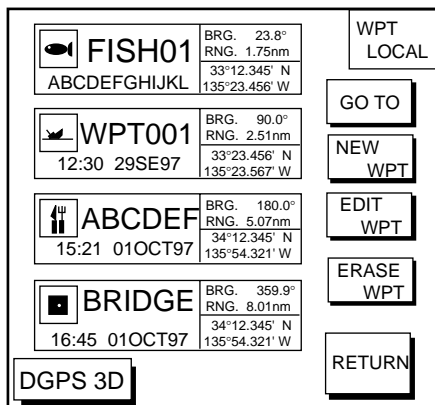 FISH01
ABCDEFGHIJKL
BRG. 23.8°
RNG. 1.75nm
33°12.345' N
135°23.456' W
WPT001
12:30 29SE97
BRG. 90.0°
RNG. 2.51nm
33°23.456' N
135°23.567' W
ABCDEF
15:21 01OCT97
BRG. 180.0°
RNG. 5.07nm
34°12.345' N
135°54.321' W
BRIDGE
16:45 01OCT97
BRG. 359.9°
RNG. 8.01nm
34°12.345' N
135°54.321' W
DGPS 3D
WPT
LOCAL
GO TO
NEW
WPT
EDIT
WPT
ERASE
WPT
RETURN